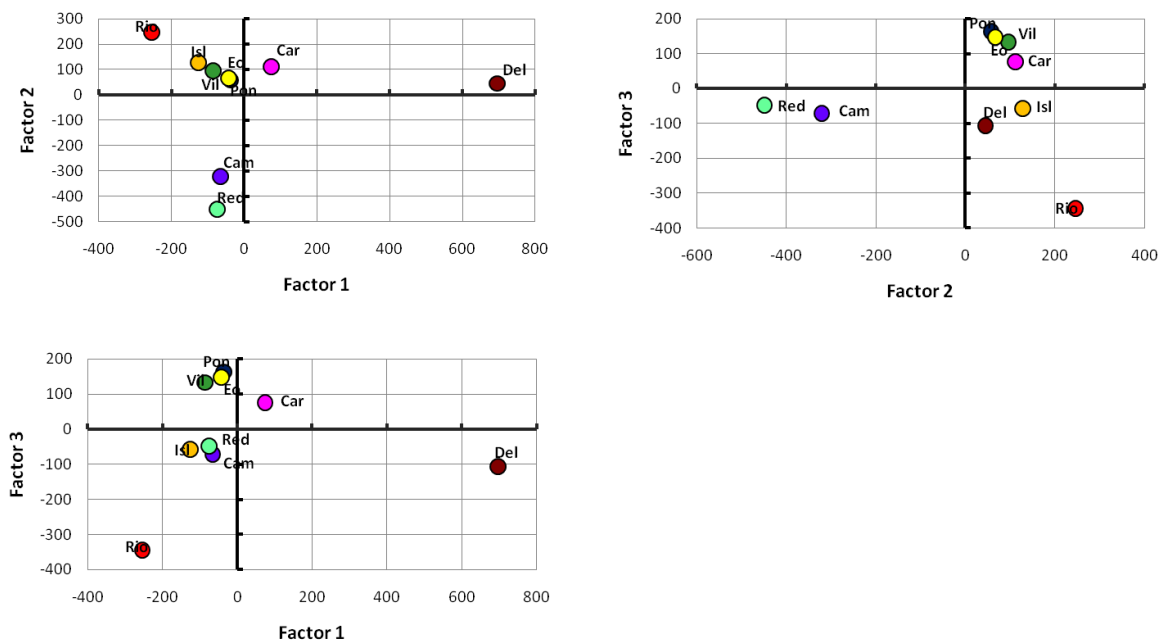 300
200
100
0
-100
-200
-300
-400
-500
Factor 2
Rio
Isl
Eo
Car
Vil
Pon
Del
Cam
Red
-400 -200 0 200 400 600 800
Factor 1
200
100
0
-100
-200
-300
-400
Factor 3
Pon
Vil
Eo
Car
Red
Cam
Del
Isl
Rio
-600 -400 -200 0 200 400
Factor 2
200
100
0
-100
-200
-300
-400
Factor 3
Pon
Vil
Eo
Car
Red
Isl
Cam
Del
Rio
-400 -200 0 200 400 600 800
Factor 1